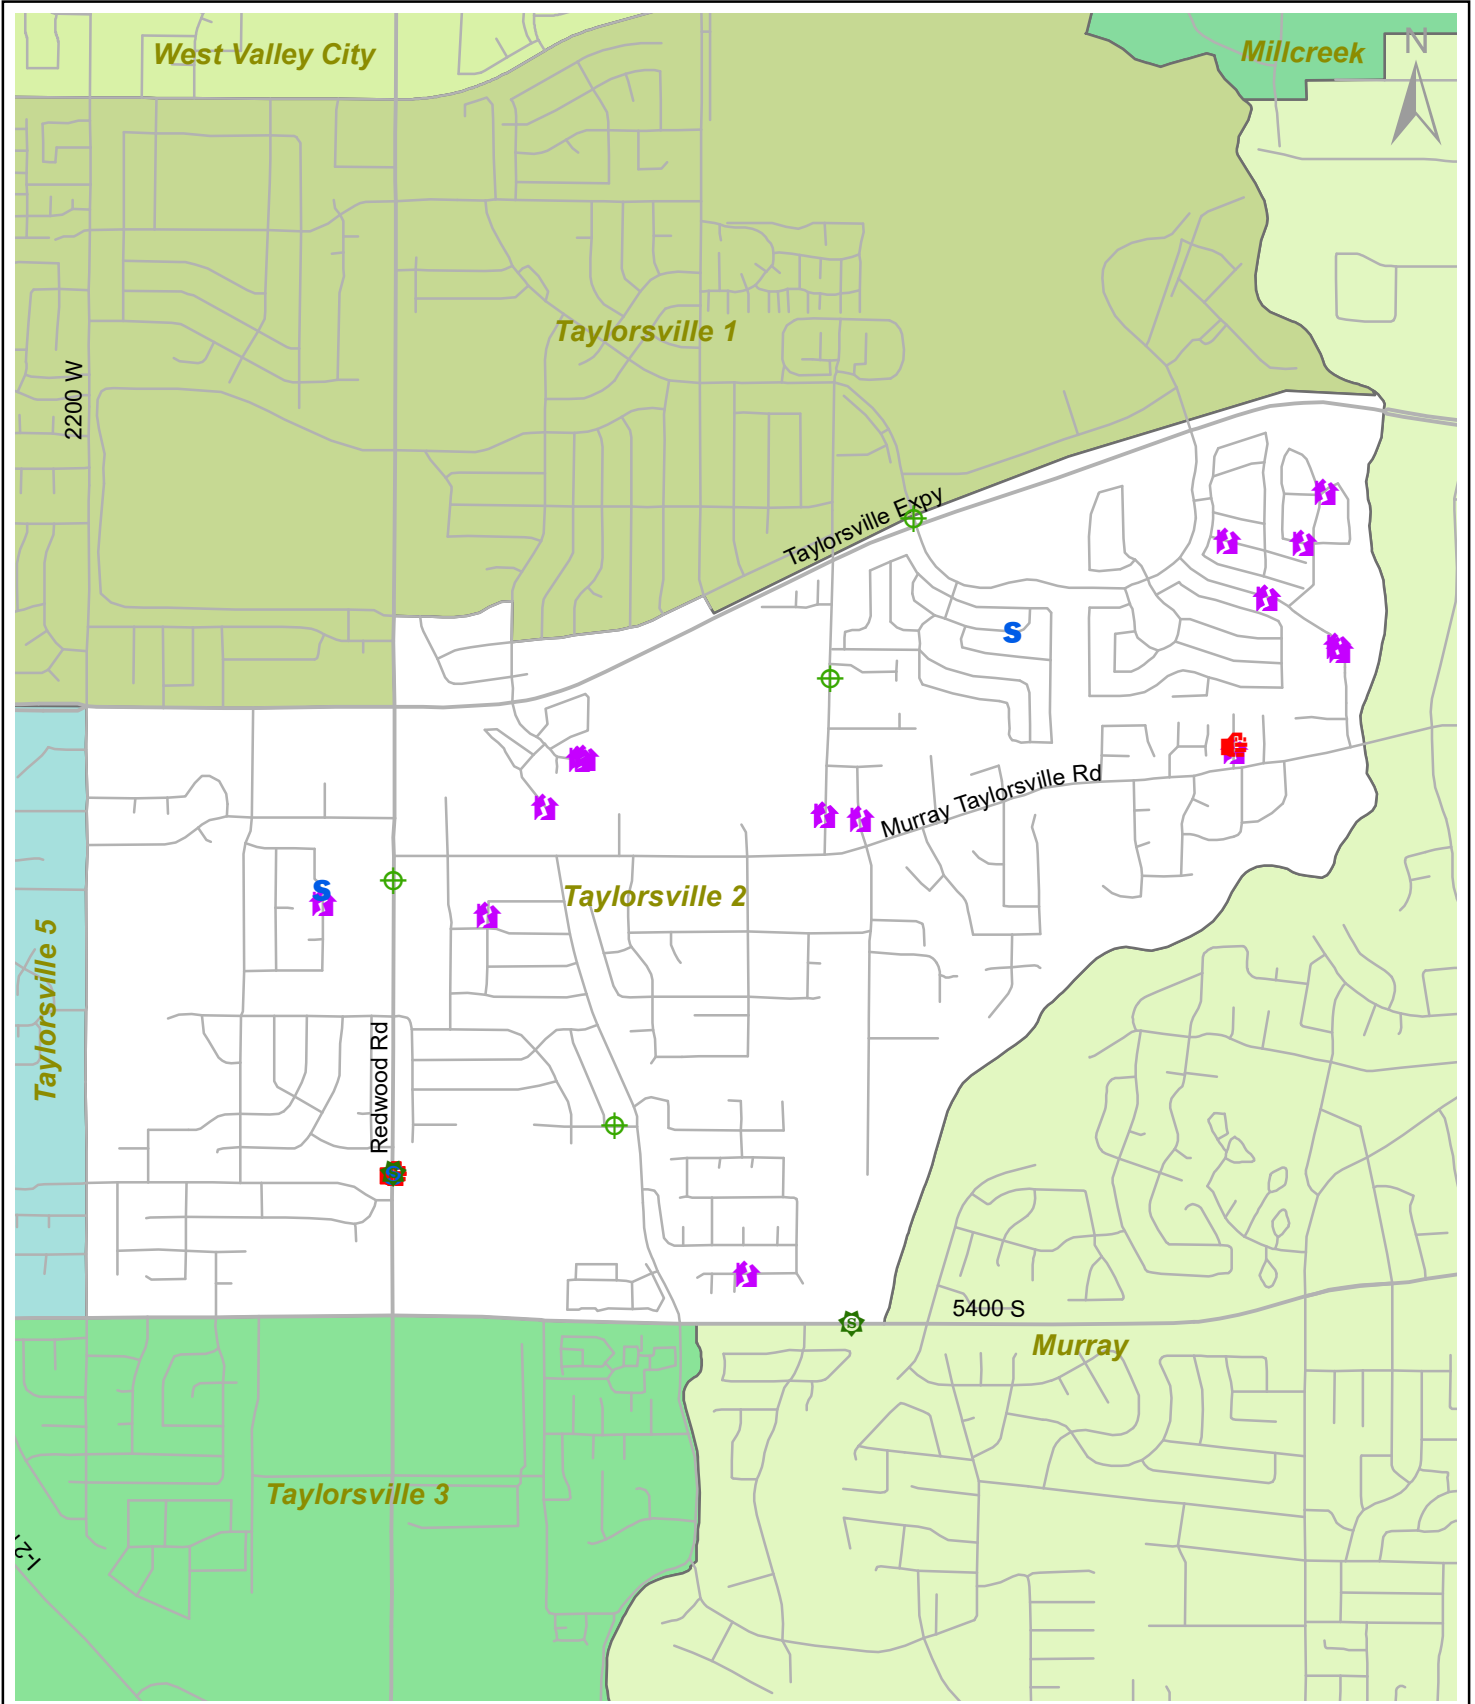 West Valley City
Millcreek
N
Taylorsville 1
2200 W
Taylorsville Expy
S
Murray Taylorsville Rd
S
Taylorsville 2
Taylorsville 5
Redwood Rd
S
5400 S
S
Murray
Taylorsville 3